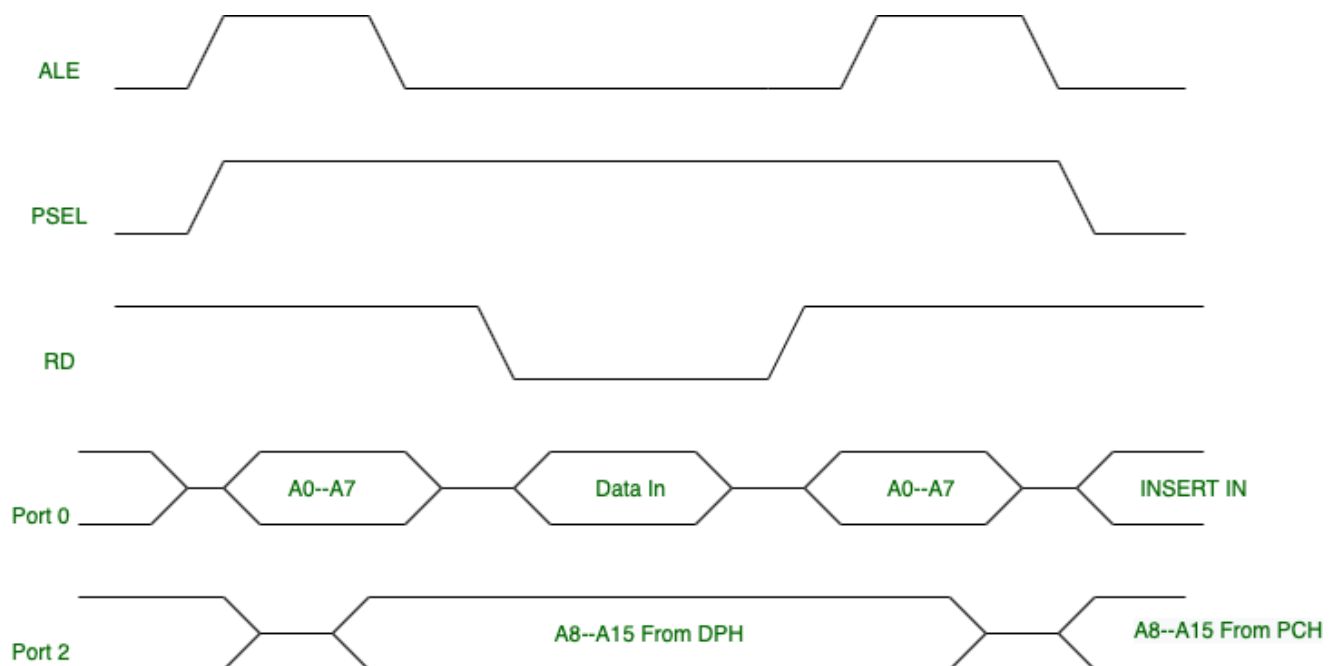 ALE
PSEL
RD
Port 0
A0--A7
Data In
A0--A7
INSERT IN
Port 2
A8--A15 From DPH
A8--A15 From PCH